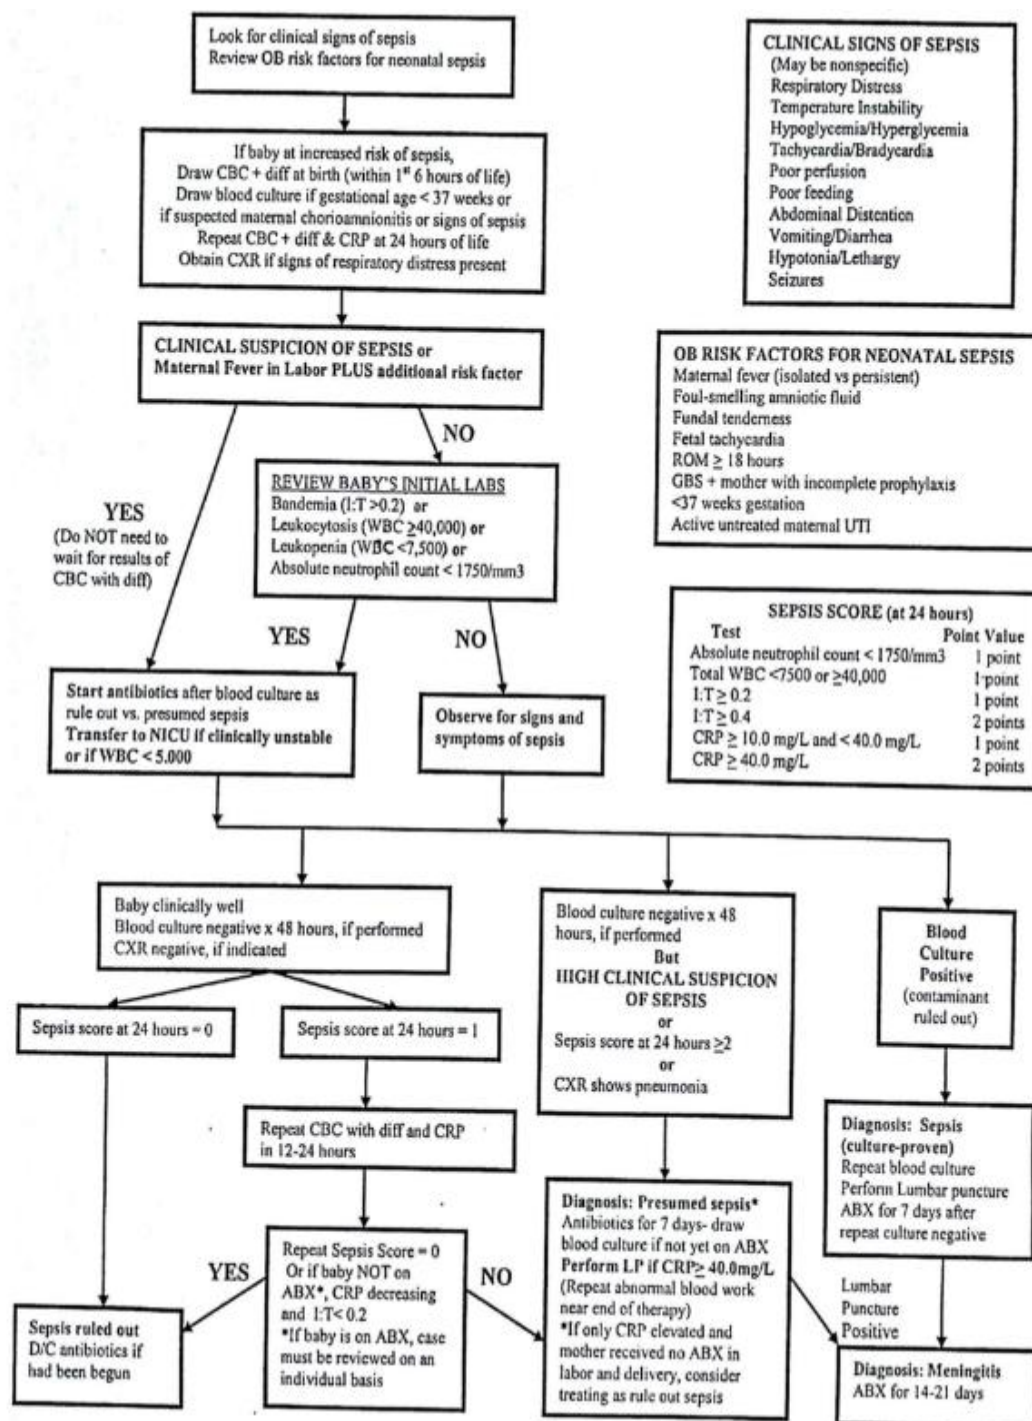 Look for clinical signs of sepsis
Review OB risk factors for neonatal sepsis
If baby at increased risk of sepsis,
Draw CBC + diff at birth (within 1st 6 hours of life)
Draw blood culture if gestational age < 37 weeks or
if suspected maternal chorioamnionitis or signs of sepsis
Repeat CBC + diff & CRP at 24 hours of life
Obtain CXR if signs of respiratory distress present
CLINICAL SUSPICION OF SEPSIS or
Maternal Fever in Labor PLUS additional risk factor
NO
YES
(Do NOT need to
wait for results of
CBC with diff)
REVIEW BABY'S INITIAL LABS
Bandemia (I:T >0.2) or
Leukocytosis (WBC ≥40,000) or
Leukopenia (WBC <7,500) or
Absolute neutrophil count < 1750/mm3
YES
NO
Start antibiotics after blood culture as
rule out vs. presumed sepsis
Transfer to NICU if clinically unstable
or if WBC < 5.000
Observe for signs and
symptoms of sepsis
CLINICAL SIGNS OF SEPSIS
(May be nonspecific)
Respiratory Distress
Temperature Instability
Hypoglycemia/Hyperglycemia
Tachycardia/Bradycardia
Poor perfusion
Poor feeding
Abdominal Distention
Vomiting/Diarrhea
Hypotonia/Lethargy
Seizures
OB RISK FACTORS FOR NEONATAL SEPSIS
Maternal fever (isolated vs persistent)
Foul-smelling amniotic fluid
Fundal tenderness
Fetal tachycardia
ROM ≥ 18 hours
GBS + mother with incomplete prophylaxis
<37 weeks gestation
Active untreated maternal UTI
SEPSIS SCORE (at 24 hours)
Test Point Value
Absolute neutrophil count < 1750/mm3 1 point
Total WBC <7500 or ≥40,000 1 point
I:T ≥ 0.2 1 point
I:T ≥ 0.4 2 points
CRP ≥ 10.0 mg/L and < 40.0 mg/L 1 point
CRP ≥ 40.0 mg/L 2 points
Baby clinically well
Blood culture negative x 48 hours, if performed
CXR negative, if indicated
Sepsis score at 24 hours = 0
Sepsis score at 24 hours = 1
Repeat CBC with diff and CRP
in 12-24 hours
Repeat Sepsis Score = 0
Or if baby NOT on
ABX*, CRP decreasing
and I:T< 0.2
*If baby is on ABX, case
must be reviewed on an
individual basis
YES
NO
Sepsis ruled out
D/C antibiotics if
had been begun
Blood culture negative x 48
hours, if performed
But
HIGH CLINICAL SUSPICION
OF SEPSIS
or
Sepsis score at 24 hours ≥2
or
CXR shows pneumonia
Diagnosis: Presumed sepsis*
Antibiotics for 7 days- draw
blood culture if not yet on ABX
Perform LP if CRP≥ 40.0mg/L
(Repeat abnormal blood work
near end of therapy)
*If only CRP elevated and
mother received no ABX in
labor and delivery, consider
treating as rule out sepsis
Blood
Culture
Positive
(contaminant
ruled out)
Diagnosis: Sepsis
(culture-proven)
Repeat blood culture
Perform Lumbar puncture
ABX for 7 days after
repeat culture negative
Lumbar
Puncture
Positive
Diagnosis: Meningitis
ABX for 14-21 days